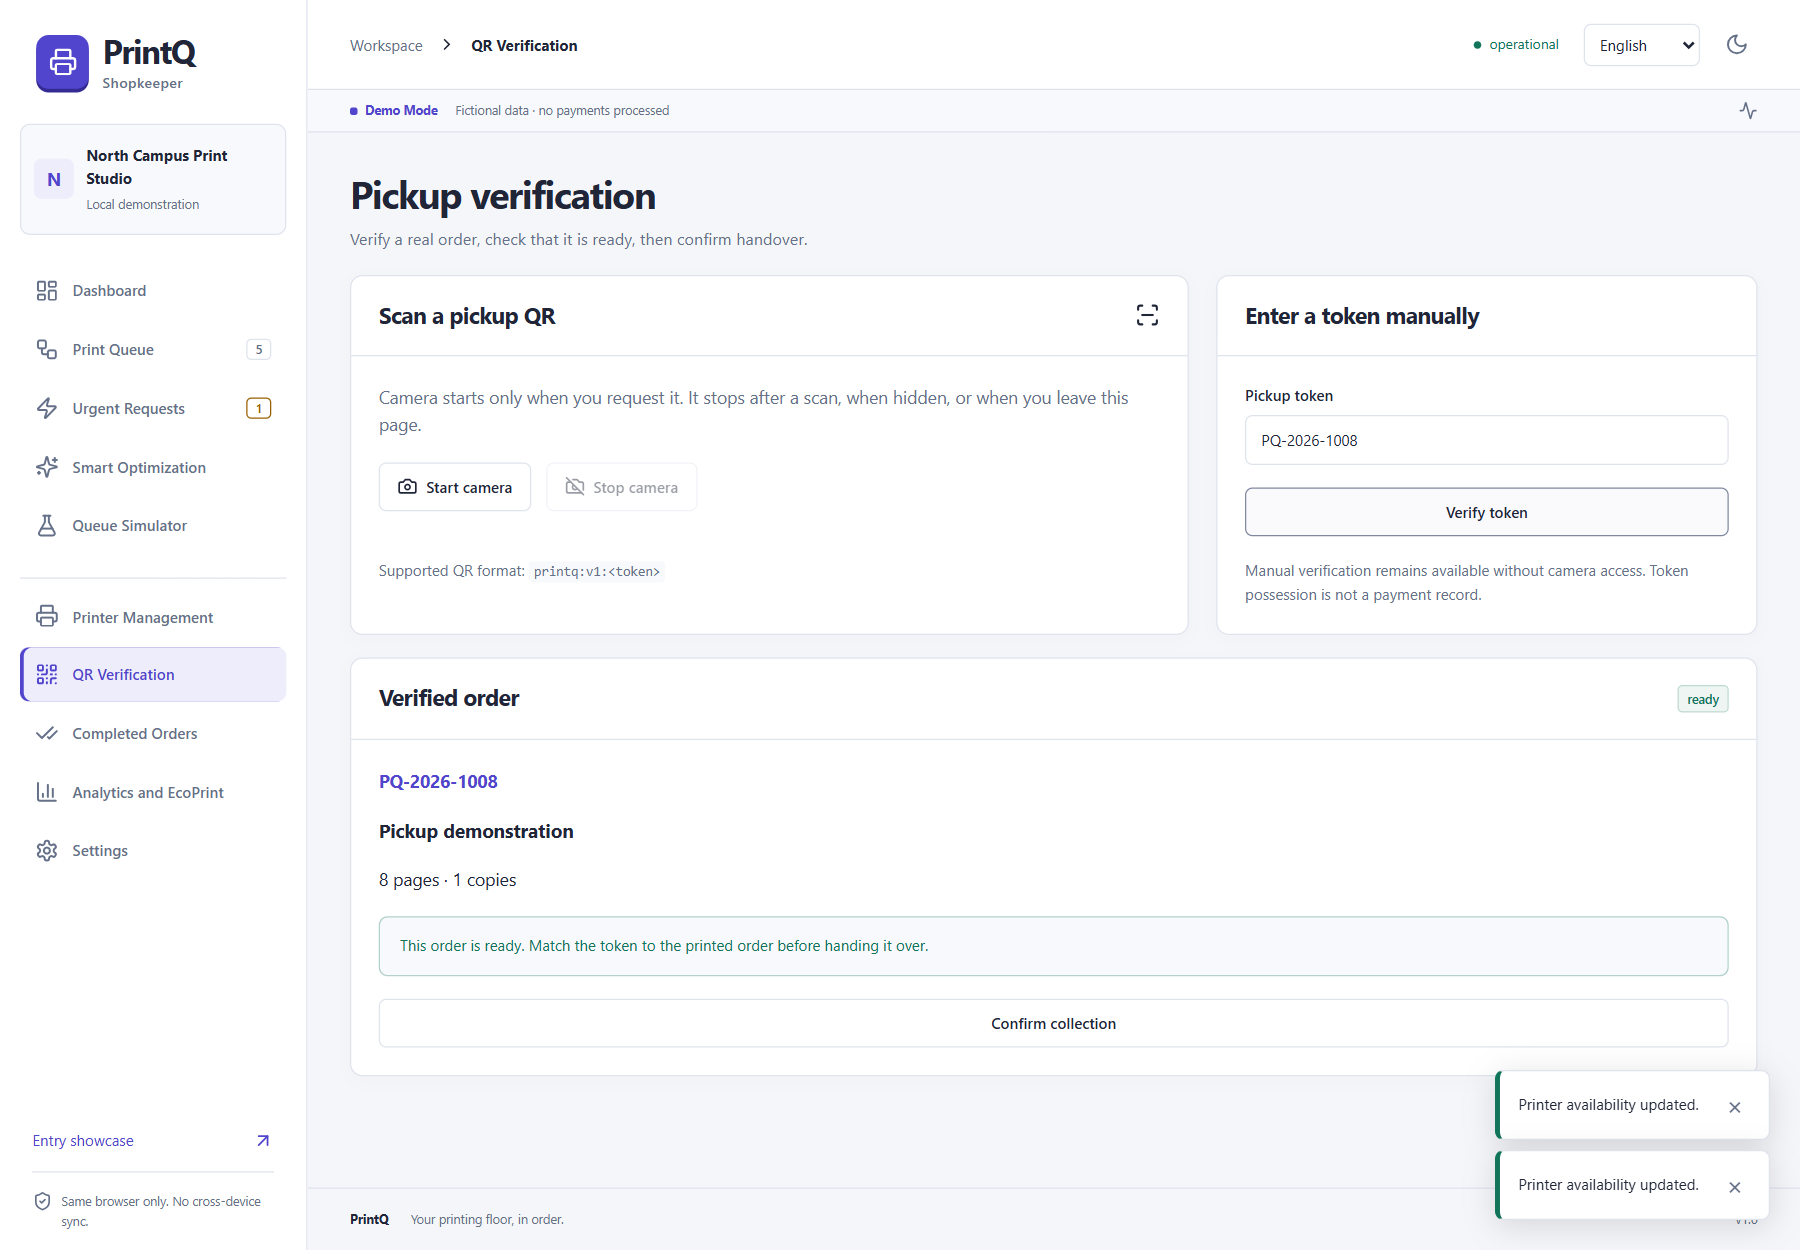 PrintQ
Shopkeeper
N
North Campus Print
Studio
Local demonstration
Dashboard
Print Queue
5
Urgent Requests
1
Smart Optimization
Queue Simulator
Printer Management
QR Verification
Completed Orders
Analytics and EcoPrint
Settings
Entry showcase
Same browser only. No cross-device
sync.
Workspace
QR Verification
operational
English
Demo Mode
Fictional data · no payments processed
Pickup verification
Verify a real order, check that it is ready, then confirm handover.
Scan a pickup QR
Camera starts only when you request it. It stops after a scan, when hidden, or when you leave this
page.
Start camera
Stop camera
Supported QR format: printq:v1:<token>
Enter a token manually
Pickup token
PQ-2026-1008
Verify token
Manual verification remains available without camera access. Token
possession is not a payment record.
Verified order
ready
PQ-2026-1008
Pickup demonstration
8 pages · 1 copies
This order is ready. Match the token to the printed order before handing it over.
Confirm collection
Printer availability updated.
Printer availability updated.
PrintQ
Your printing floor, in order.